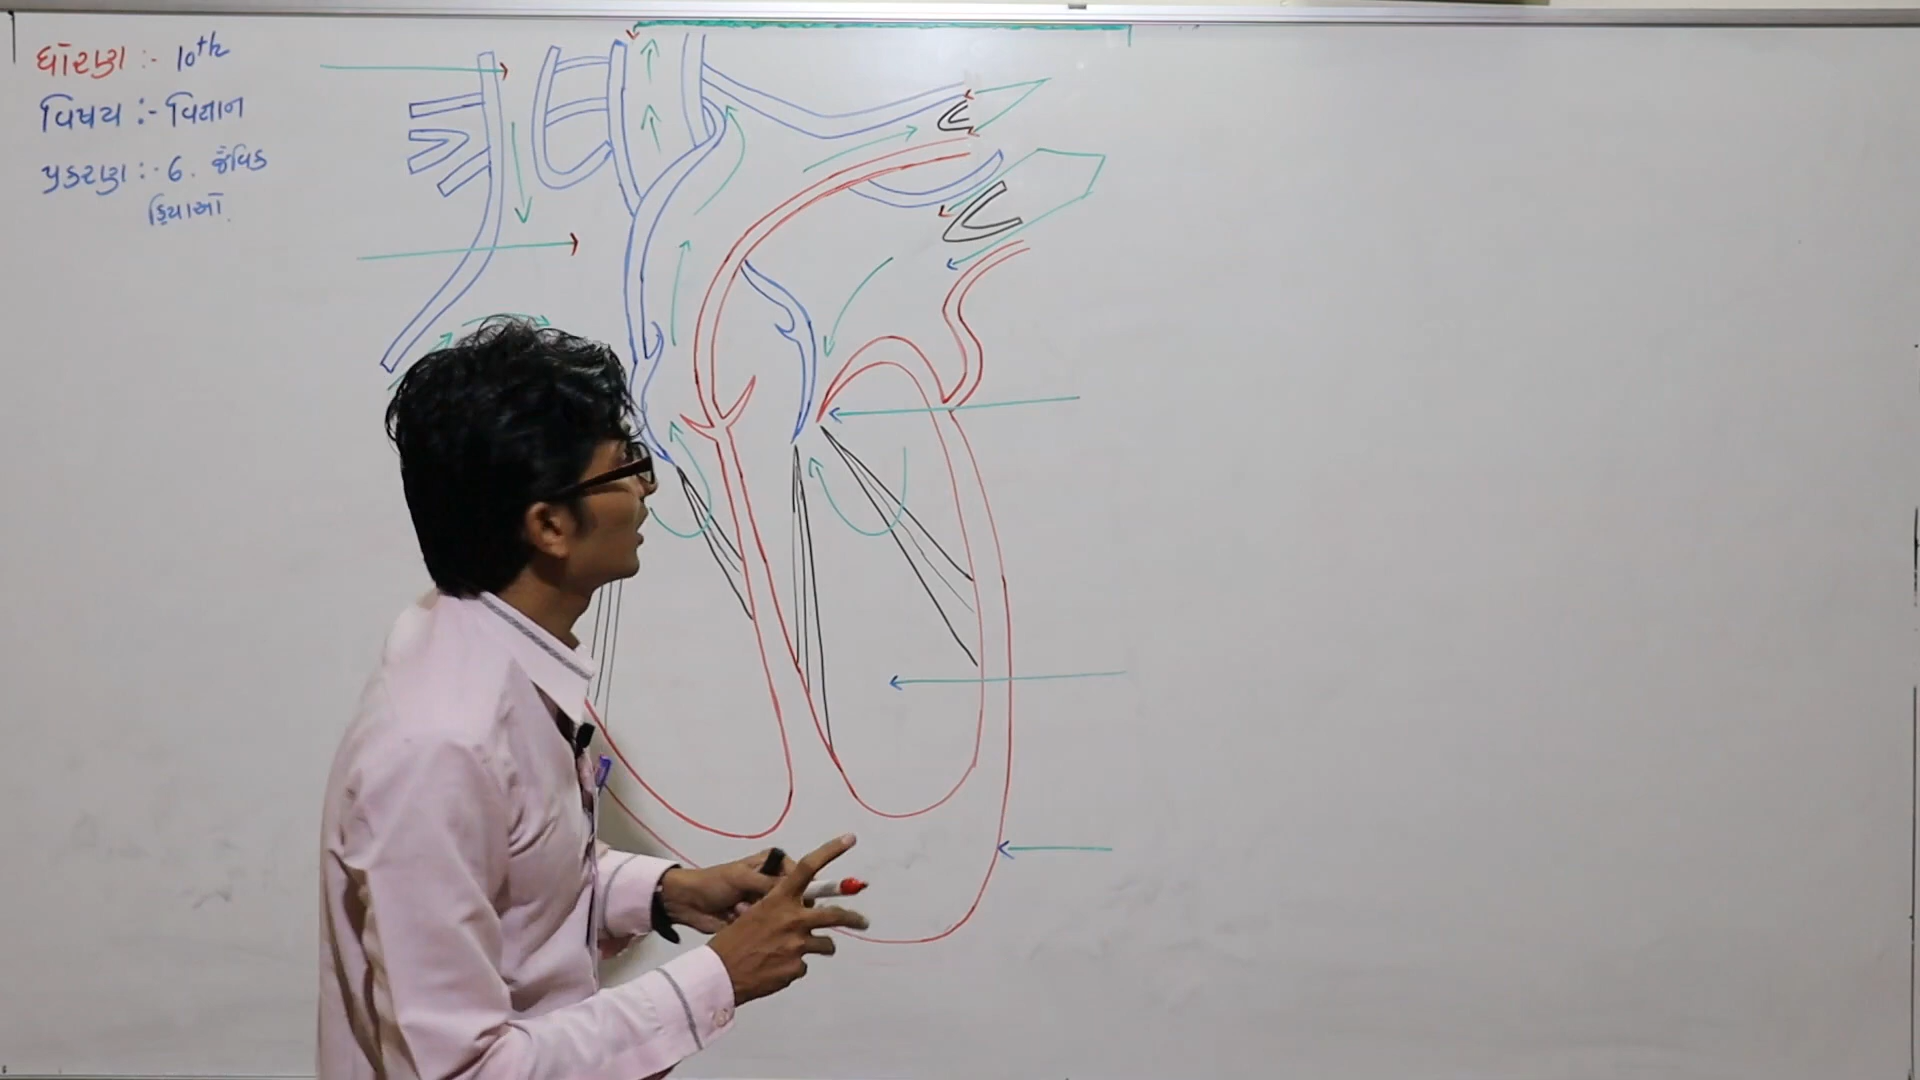 ધોરણ :- 10th
વિષય :- વિજ્ઞાન
પ્રકરણ :- 6. જૈવિક
ક્રિયાઓ.